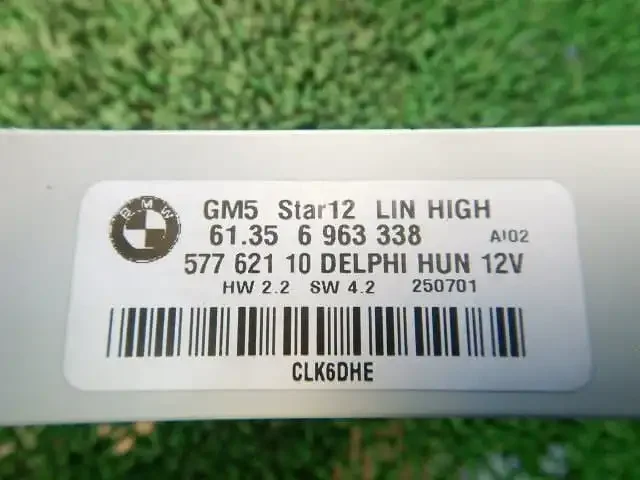 BMW
GM5 Star12 LIN HIGH
61.35 6 963 338 AI02
577 621 10 DELPHI HUN 12V
HW 2.2 SW 4.2 250701
CLK6DHE